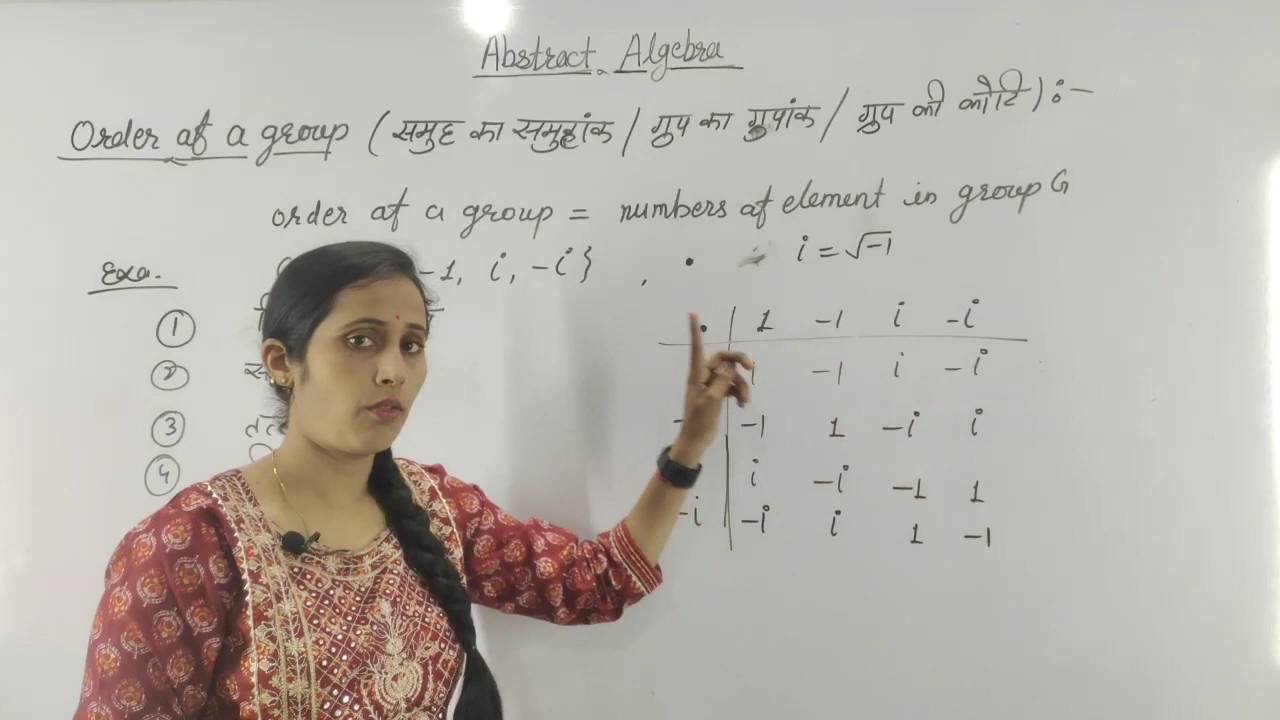 Abstract Algebra
Order of a group (समुह का समुहांक / ग्रुप का ग्रुपांक / ग्रुप की कोटि) :-
order of a group = numbers of element in group G
Exa. -1, i, -i} , • i = √-1
①
②
③
④
• | 1 -1 i -i
1 -1 i -i
- | -1 1 -i i
i -i -1 1
-i | -i i 1 -1